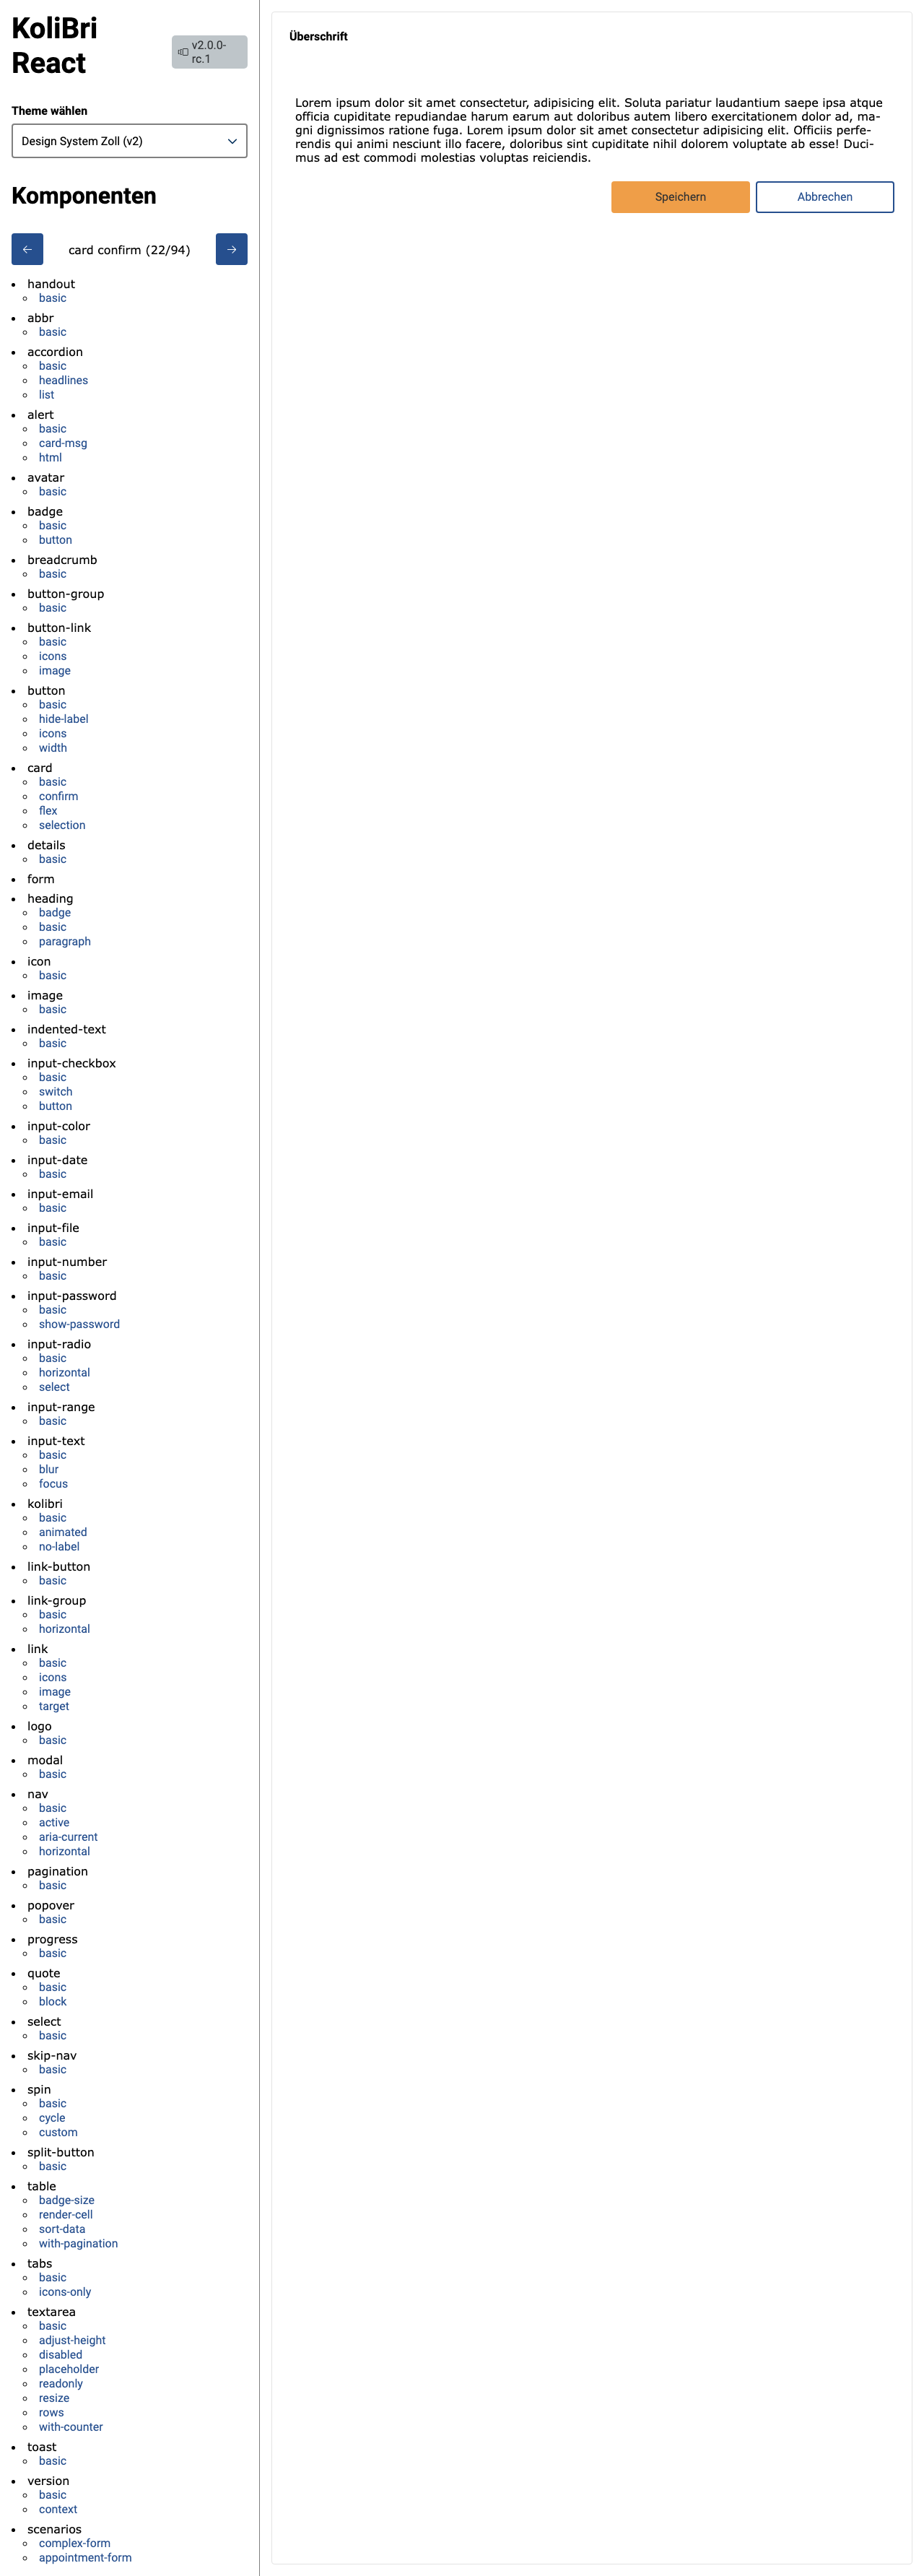 KoliBri
React
v2.0.0-
rc.1
Theme wählen
Design System Zoll (v2)
Komponenten
card confirm (22/94)
handout
basic
abbr
basic
accordion
basic
headlines
list
alert
basic
card-msg
html
avatar
basic
badge
basic
button
breadcrumb
basic
button-group
basic
button-link
basic
icons
image
button
basic
hide-label
icons
width
card
basic
confirm
flex
selection
details
basic
form
heading
badge
basic
paragraph
icon
basic
image
basic
indented-text
basic
input-checkbox
basic
switch
button
input-color
basic
input-date
basic
input-email
basic
input-file
basic
input-number
basic
input-password
basic
show-password
input-radio
basic
horizontal
select
input-range
basic
input-text
basic
blur
focus
kolibri
basic
animated
no-label
link-button
basic
link-group
basic
horizontal
link
basic
icons
image
target
logo
basic
modal
basic
nav
basic
active
aria-current
horizontal
pagination
basic
popover
basic
progress
basic
quote
basic
block
select
basic
skip-nav
basic
spin
basic
cycle
custom
split-button
basic
table
badge-size
render-cell
sort-data
with-pagination
tabs
basic
icons-only
textarea
basic
adjust-height
disabled
placeholder
readonly
resize
rows
with-counter
toast
basic
version
basic
context
scenarios
complex-form
appointment-form
Überschrift
Lorem ipsum dolor sit amet consectetur, adipisicing elit. Soluta pariatur laudantium saepe ipsa atque
officia cupiditate repudiandae harum earum aut doloribus autem libero exercitationem dolor ad, ma-
gni dignissimos ratione fuga. Lorem ipsum dolor sit amet consectetur adipisicing elit. Officiis perfe-
rendis qui animi nesciunt illo facere, doloribus sint cupiditate nihil dolorem voluptate ab esse! Duci-
mus ad est commodi molestias voluptas reiciendis.
Speichern
Abbrechen